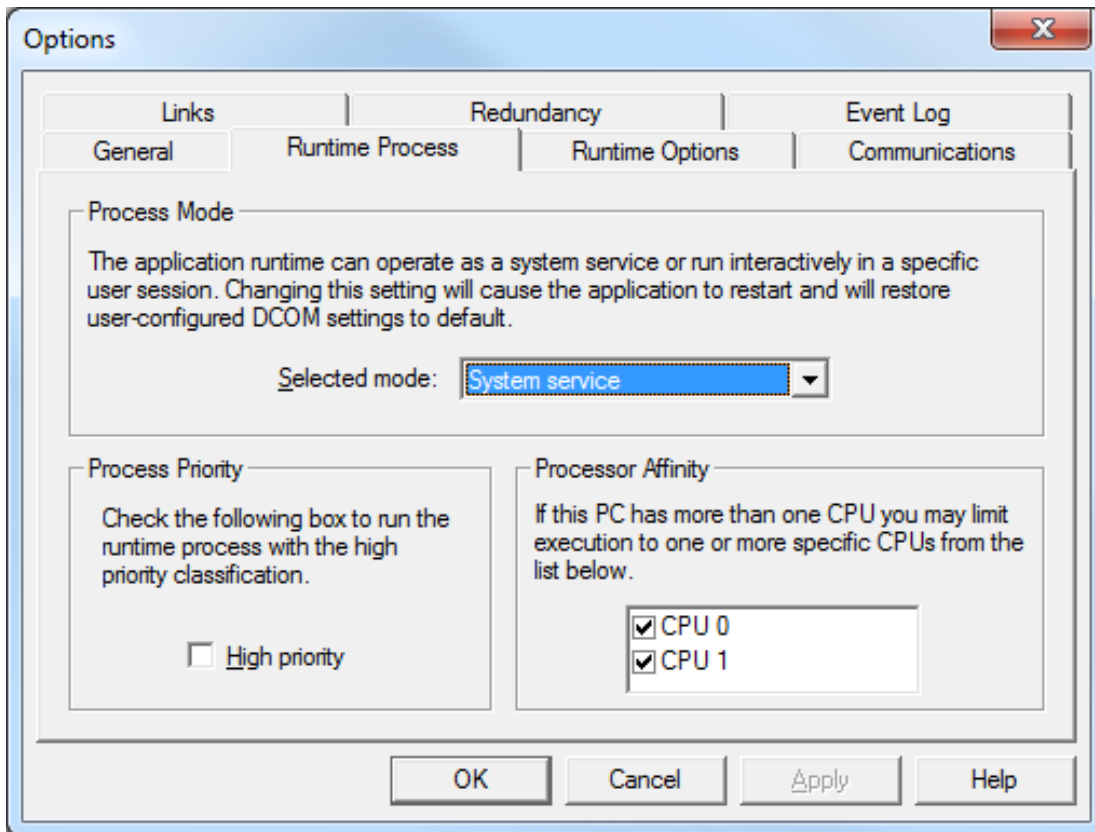 Options
Links
Redundancy
Event Log
General
Runtime Process
Runtime Options
Communications
Process Mode
The application runtime can operate as a system service or run interactively in a specific
user session. Changing this setting will cause the application to restart and will restore
user-configured DCOM settings to default.
Selected mode:
System service
Process Priority
Check the following box to run the
runtime process with the high
priority classification.
High priority
Processor Affinity
If this PC has more than one CPU you may limit
execution to one or more specific CPUs from the
list below.
CPU 0
CPU 1
OK
Cancel
Apply
Help